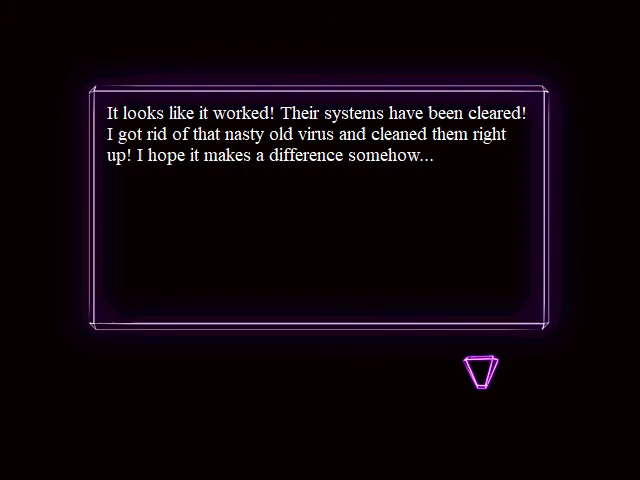 It looks like it worked! Their systems have been cleared!
I got rid of that nasty old virus and cleaned them right
up! I hope it makes a difference somehow...